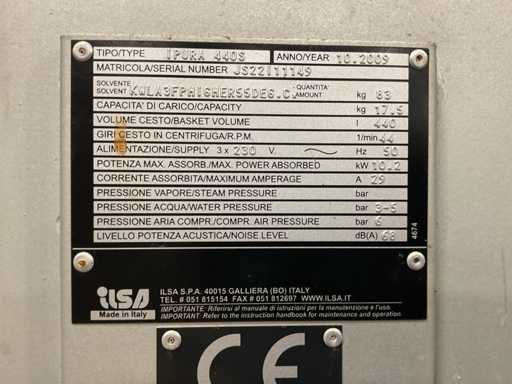 TIPO/TYPE IPURA 440S ANNO/YEAR 10.2009
MATRICOLA/SERIAL NUMBER JS22111149
SOLVENTE SOLVENT KWLA3FPHIGHER55DEG.C. QUANTITA' AMOUNT kg 83
CAPACITA' DI CARICO/CAPACITY kg 17,5
VOLUME CESTO/BASKET VOLUME l 440
GIRI CESTO IN CENTRIFUGA/R.P.M. 1/min 44
ALIMENTAZIONE/SUPPLY 3 x 230 V. Hz 50
POTENZA MAX. ASSORB./MAX. POWER ABSORBED kW 10,2
CORRENTE ASSORBITA/MAXIMUM AMPERAGE A 29
PRESSIONE VAPORE/STEAM PRESSURE bar
PRESSIONE ACQUA/WATER PRESSURE bar 3-5
PRESSIONE ARIA COMPR./COMPR. AIR PRESSURE bar 6
LIVELLO POTENZA ACUSTICA/NOISE LEVEL dB(A) 68
4674
ilsa
Made in Italy
ILSA S.P.A. 40015 GALLIERA (BO) ITALY
TEL. # 051 815154 FAX # 051 812697 WWW.ILSA.IT
IMPORTANTE: Riferirsi al manuale di istruzioni per la manutenzione e l'uso.
IMPORTANT: Refer to the instruction handbook for maintenance and operation.
CE